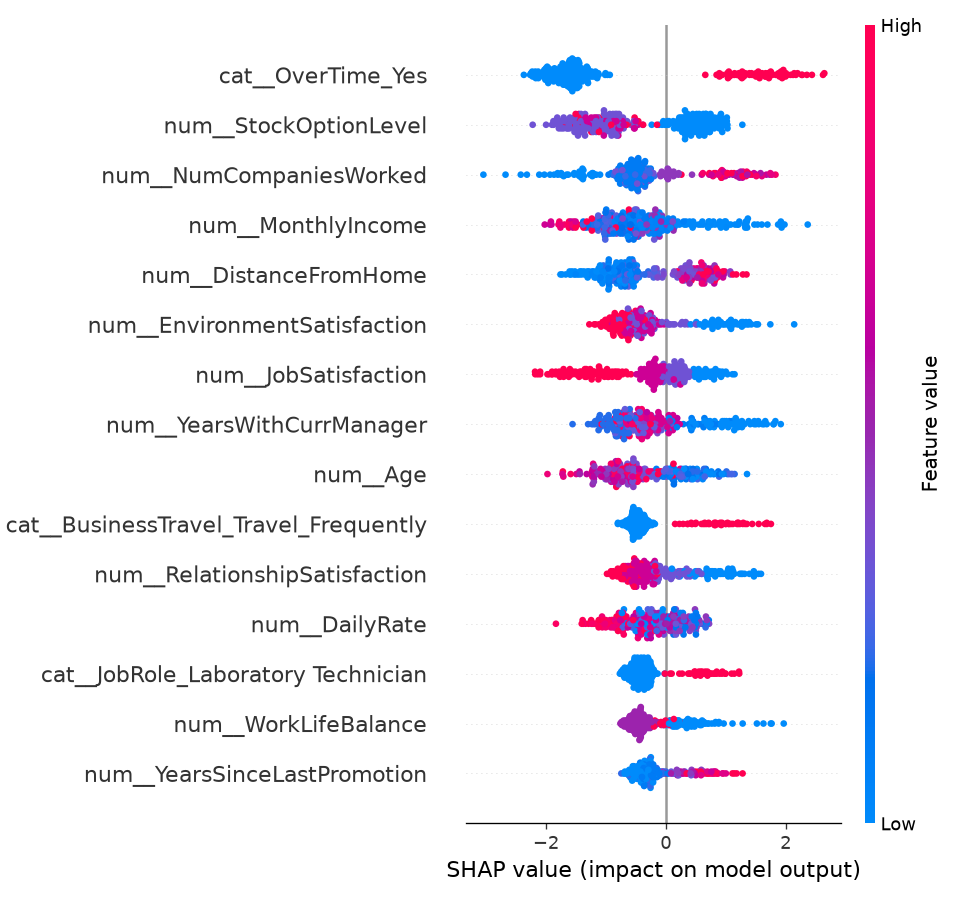 High
cat__OverTime_Yes
num__StockOptionLevel
num__NumCompaniesWorked
num__MonthlyIncome
num__DistanceFromHome
num__EnvironmentSatisfaction
num__JobSatisfaction
num__YearsWithCurrManager
num__Age
cat__BusinessTravel_Travel_Frequently
num__RelationshipSatisfaction
num__DailyRate
cat__JobRole_Laboratory Technician
num__WorkLifeBalance
num__YearsSinceLastPromotion
Feature value
Low
−2 0 2
SHAP value (impact on model output)